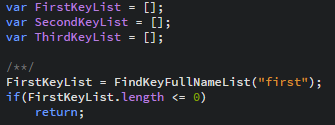 var FirstKeyList = [];
var SecondKeyList = [];
var ThirdKeyList = [];
/**/
FirstKeyList = FindKeyFullNameList("first");
if(FirstKeyList.length <= 0)
return;